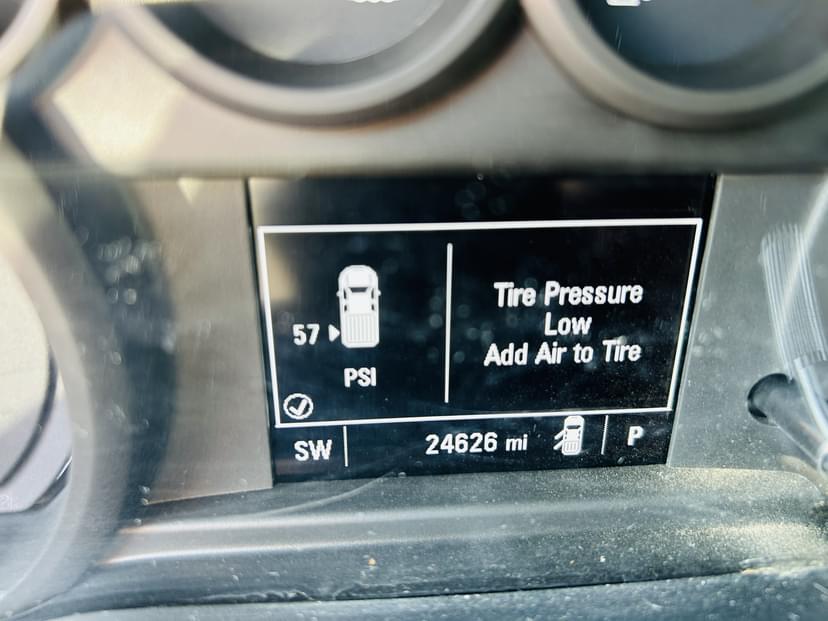 57
PSI
Tire Pressure
Low
Add Air to Tire
SW
24626 mi
P